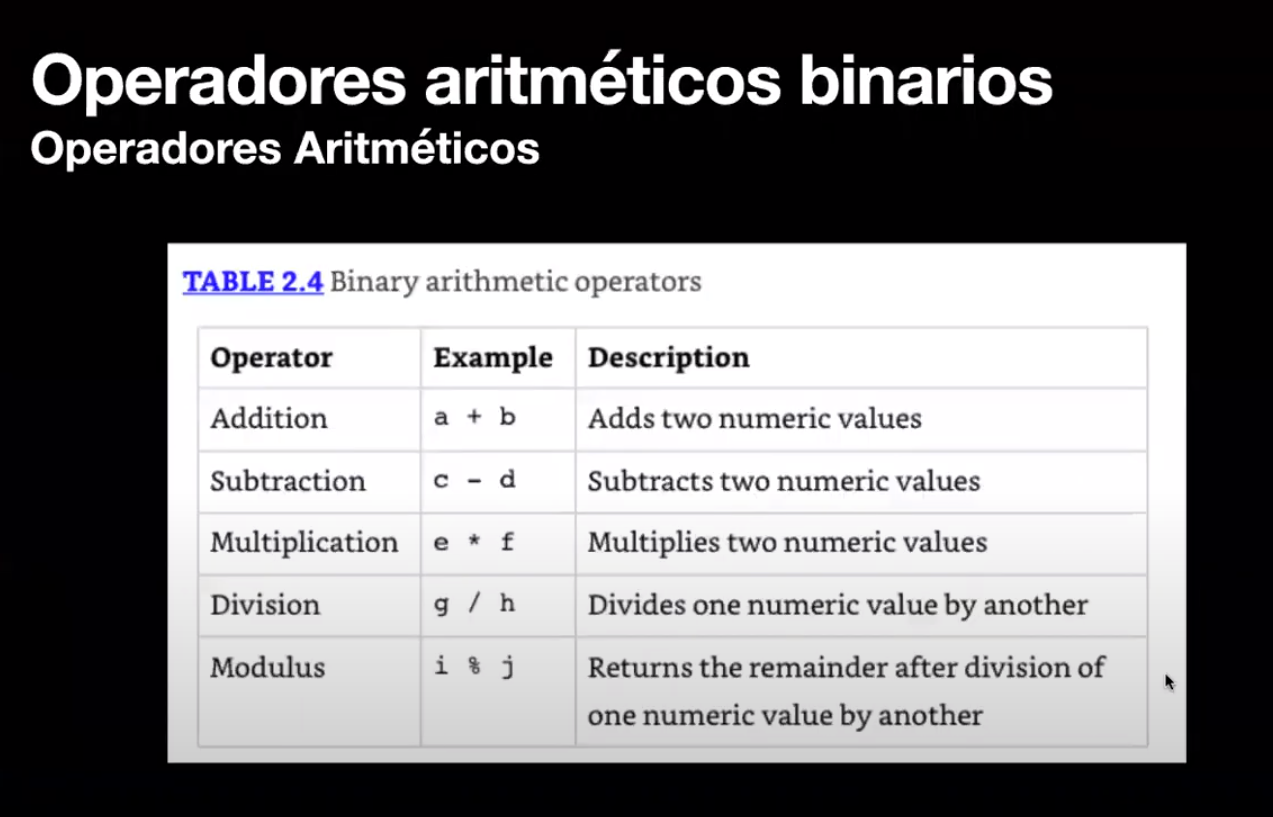 Operadores aritméticos binarios
Operadores Aritméticos
TABLE 2.4 Binary arithmetic operators
Operator Example Description
Addition a + b Adds two numeric values
Subtraction c - d Subtracts two numeric values
Multiplication e * f Multiplies two numeric values
Division g / h Divides one numeric value by another
Modulus i % j Returns the remainder after division of
one numeric value by another